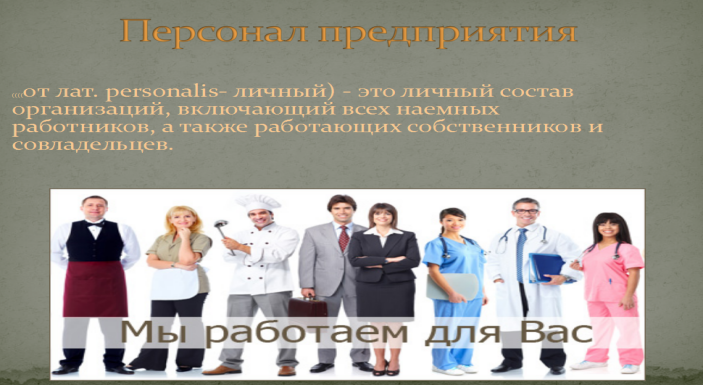 Персонал предприятия
(((от лат. personalis- личный) - это личный состав
организаций, включающий всех наемных
работников, а также работающих собственников и
совладельцев.
Мы работаем для Вас